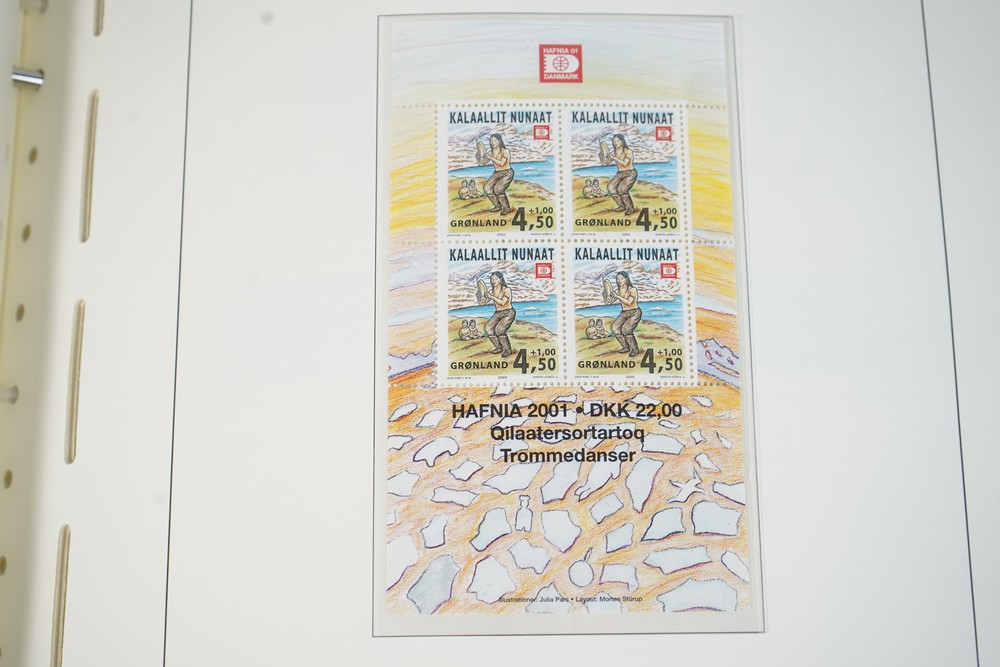 HAFNIA 01
DANMARK
KALAALLIT NUNAAT
+1,00
GRØNLAND 4,50
KALAALLIT NUNAAT
+1,00
GRØNLAND 4,50
KALAALLIT NUNAAT
+1,00
GRØNLAND 4,50
KALAALLIT NUNAAT
+1,00
GRØNLAND 4,50
HAFNIA 2001 • DKK 22,00
Qilaatersortartoq
Trommedanser
Illustrationer: Julia Pars • Layout: Morten Stürup